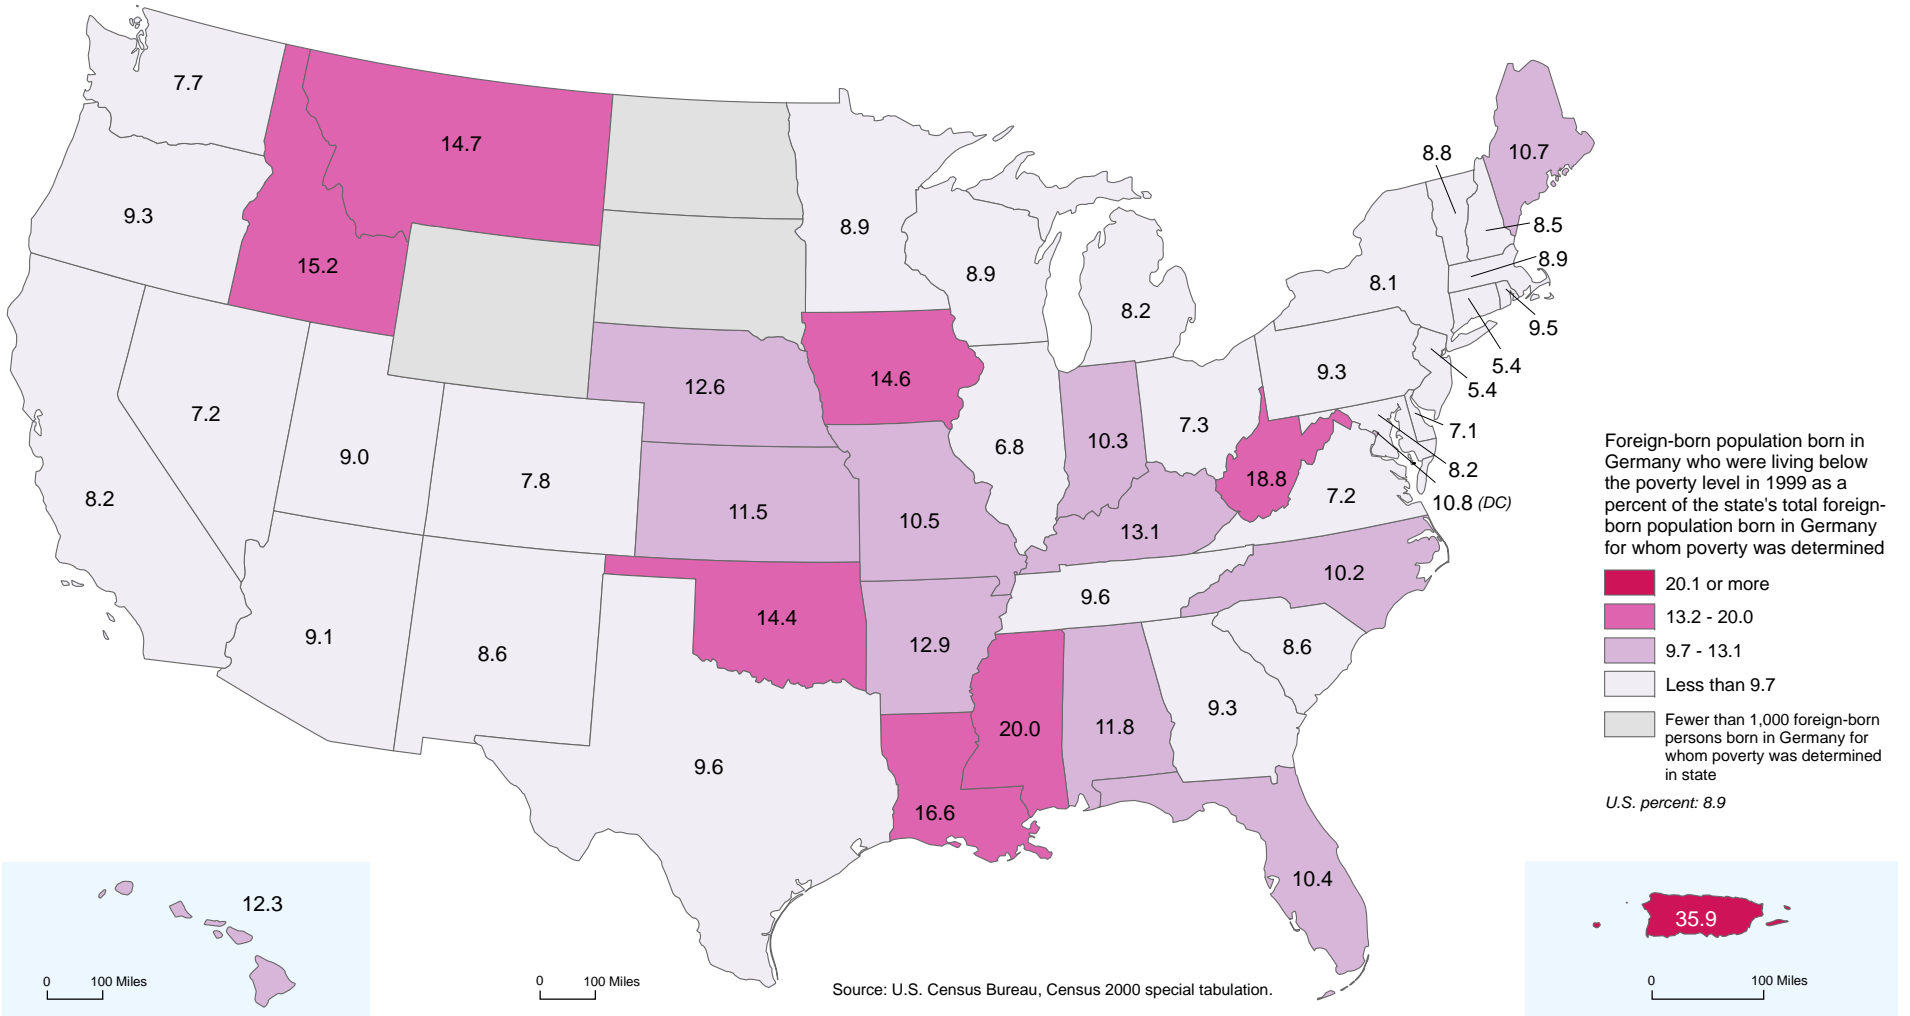 7.7
14.7
10.7
8.8
9.3
8.9
8.5
15.2
8.9
8.9
8.1
8.2
9.5
12.6
14.6
9.3
5.4
5.4
7.2
10.3
7.3
7.1
9.0
7.8
6.8
18.8
7.2
8.2
8.2
11.5
10.5
13.1
10.8 (DC)
10.2
9.6
9.1
8.6
14.4
12.9
8.6
20.0
11.8
9.3
9.6
16.6
10.4
Foreign-born population born in
Germany who were living below
the poverty level in 1999 as a
percent of the state's total foreign-
born population born in Germany
for whom poverty was determined
20.1 or more
13.2 - 20.0
9.7 - 13.1
Less than 9.7
Fewer than 1,000 foreign-born
persons born in Germany for
whom poverty was determined
in state
U.S. percent: 8.9
12.3
0 100 Miles
0 100 Miles
Source: U.S. Census Bureau, Census 2000 special tabulation.
35.9
0 100 Miles